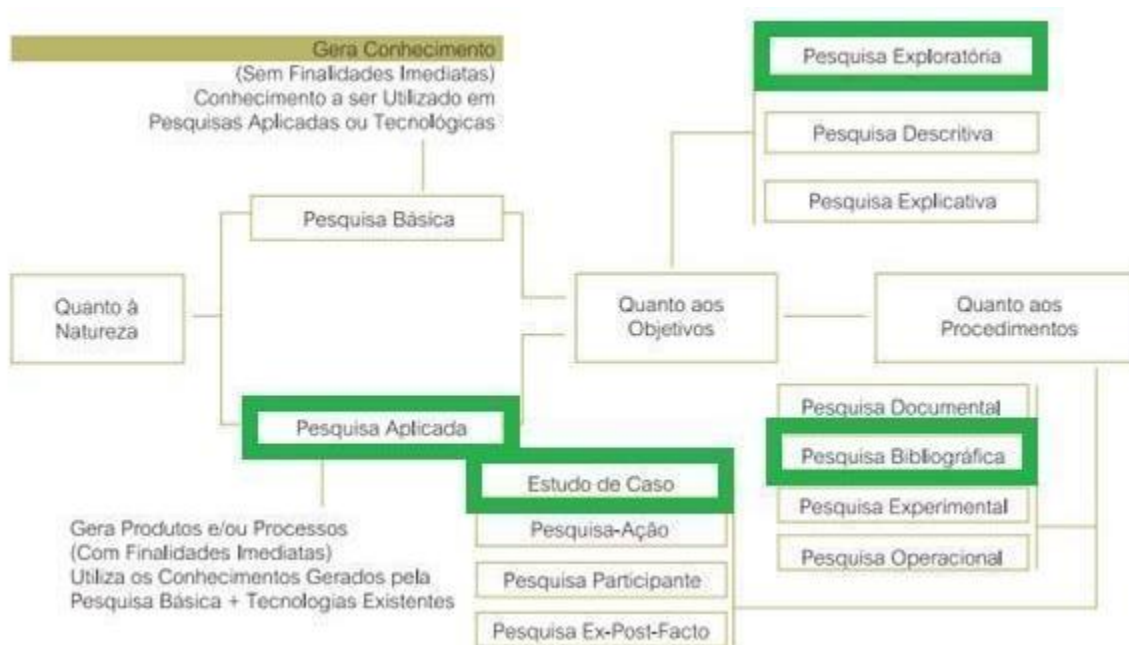 Gera Conhecimento
(Sem Finalidades Imediatas)
Conhecimento a ser Utilizado em
Pesquisas Aplicadas ou Tecnológicas
Pesquisa Exploratória
Pesquisa Descritiva
Pesquisa Explicativa
Pesquisa Básica
Quanto à
Natureza
Quanto aos
Objetivos
Quanto aos
Procedimentos
Pesquisa Aplicada
Gera Produtos e/ou Processos
(Com Finalidades Imediatas)
Utiliza os Conhecimentos Gerados pela
Pesquisa Básica + Tecnologias Existentes
Estudo de Caso
Pesquisa-Ação
Pesquisa Participante
Pesquisa Ex-Post-Facto
Pesquisa Documental
Pesquisa Bibliográfica
Pesquisa Experimental
Pesquisa Operacional